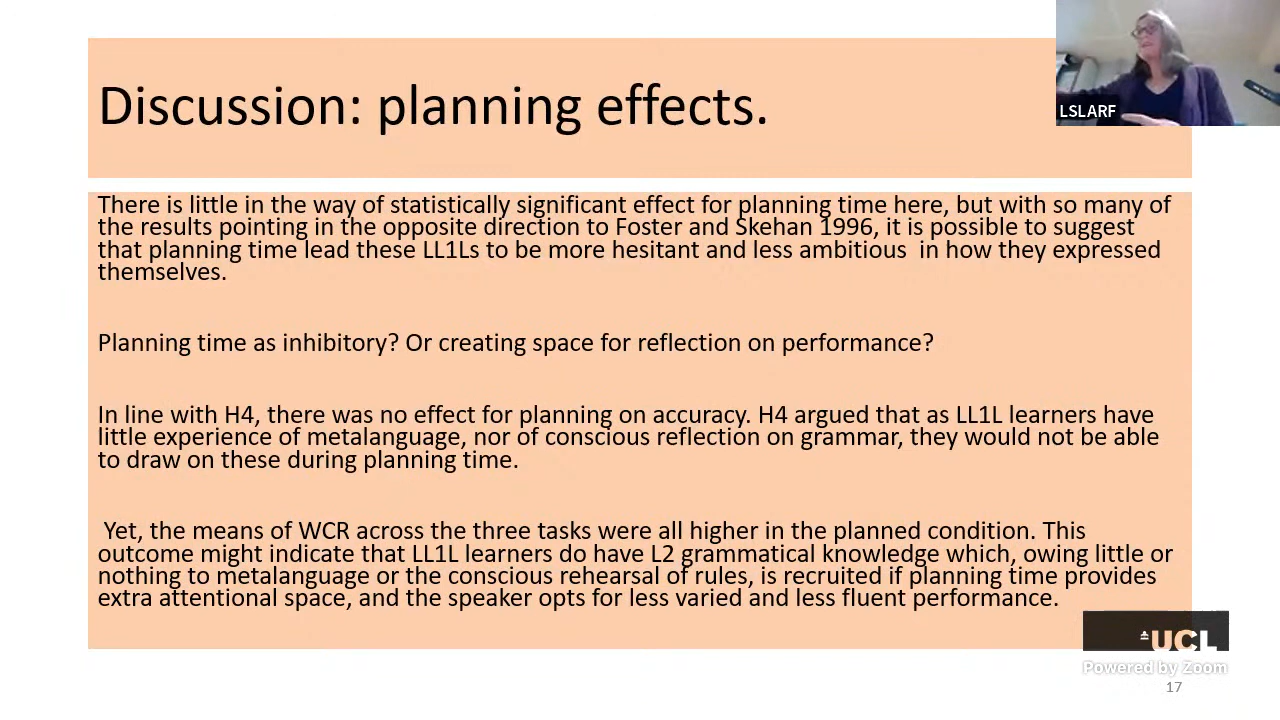 LSLARF
Discussion: planning effects.
There is little in the way of statistically significant effect for planning time here, but with so many of
the results pointing in the opposite direction to Foster and Skehan 1996, it is possible to suggest
that planning time lead these LL1Ls to be more hesitant and less ambitious  in how they expressed
themselves.
Planning time as inhibitory? Or creating space for reflection on performance?
In line with H4, there was no effect for planning on accuracy. H4 argued that as LL1L learners have
little experience of metalanguage, nor of conscious reflection on grammar, they would not be able
to draw on these during planning time.
Yet, the means of WCR across the three tasks were all higher in the planned condition. This
outcome might indicate that LL1L learners do have L2 grammatical knowledge which, owing little or
nothing to metalanguage or the conscious rehearsal of rules, is recruited if planning time provides
extra attentional space, and the speaker opts for less varied and less fluent performance.
UCL
Powered by Zoom
17